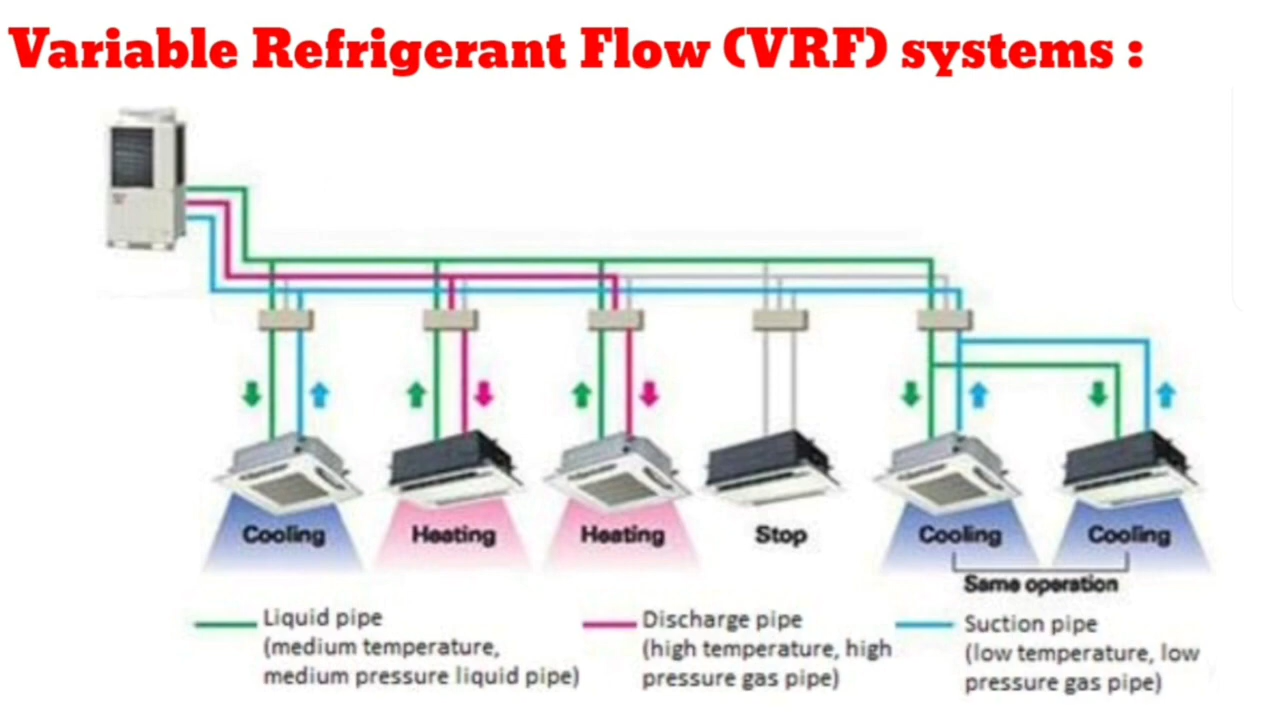 Variable Refrigerant Flow (VRF) systems :
Cooling
Heating
Heating
Stop
Cooling
Cooling
Same operation
Liquid pipe
(medium temperature,
medium pressure liquid pipe)
Discharge pipe
(high temperature, high
pressure gas pipe)
Suction pipe
(low temperature, low
pressure gas pipe)